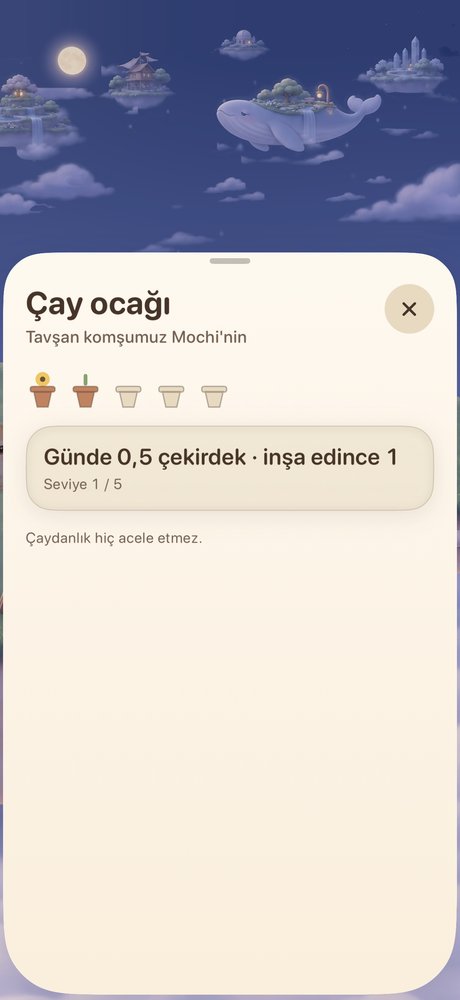 Çay ocağı
Tavşan komşumuz Mochi'nin
Günde 0,5 çekirdek · inşa edince 1
Seviye 1 / 5
Çaydanlık hiç acele etmez.